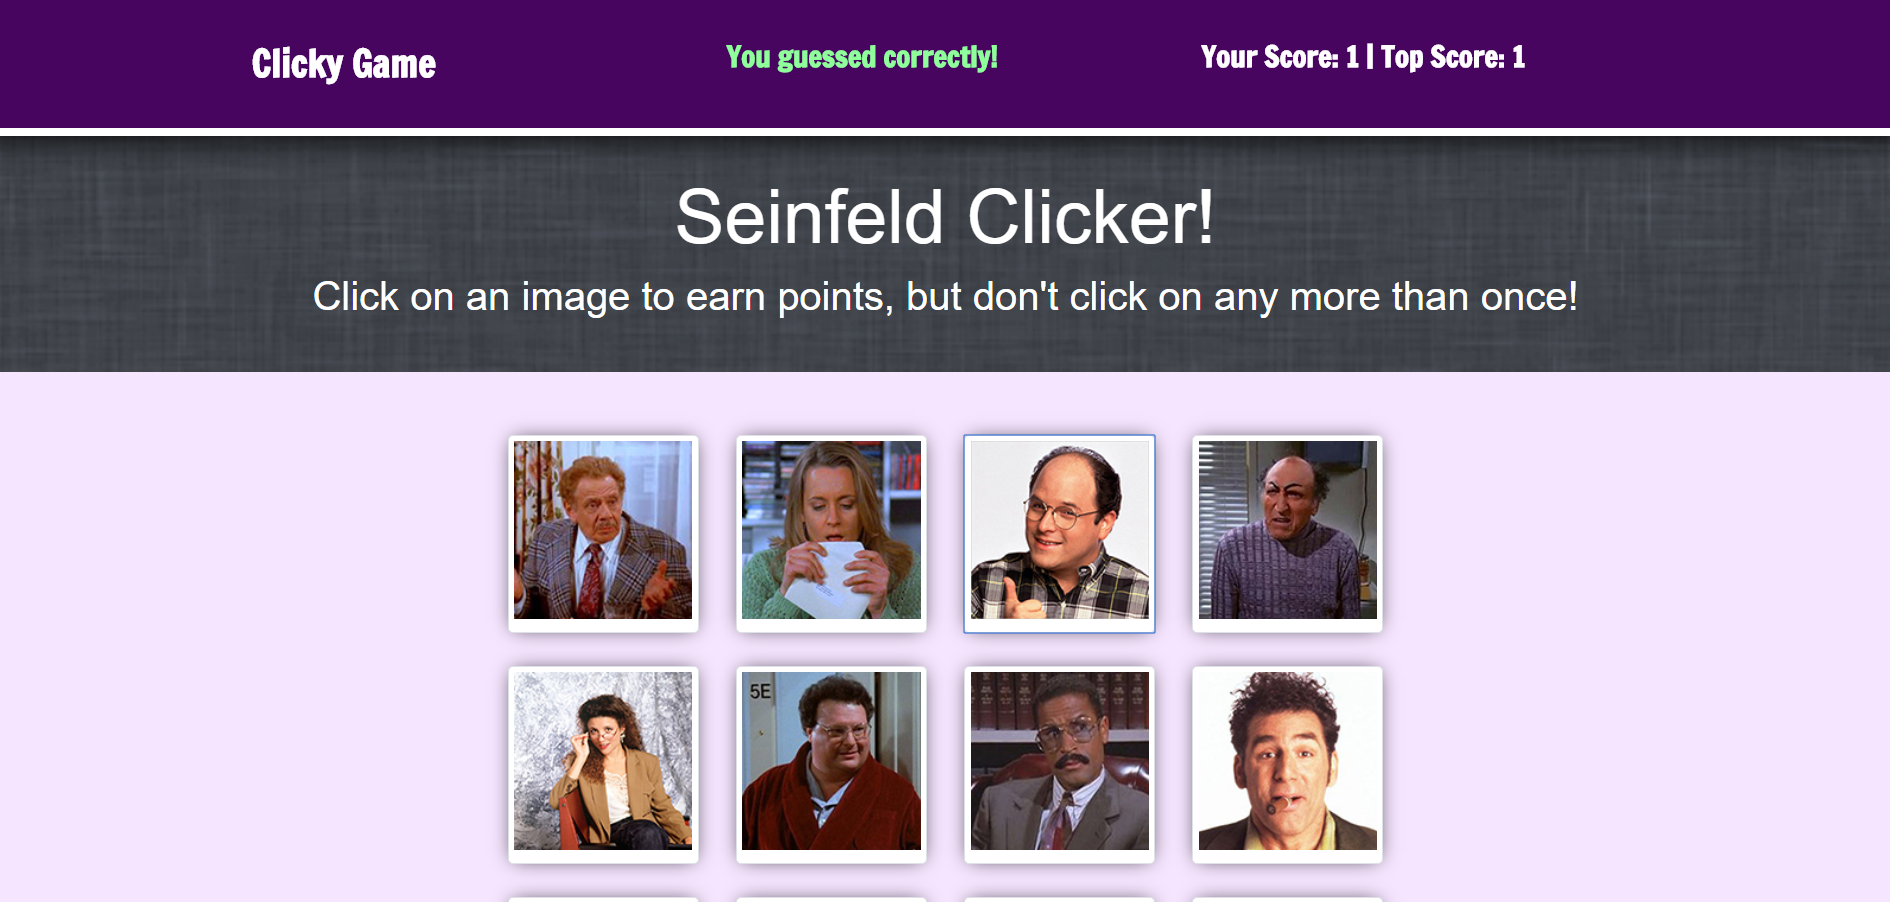 Clicky Game
You guessed correctly!
Your Score: 1 | Top Score: 1
Seinfeld Clicker!
Click on an image to earn points, but don't click on any more than once!
5E